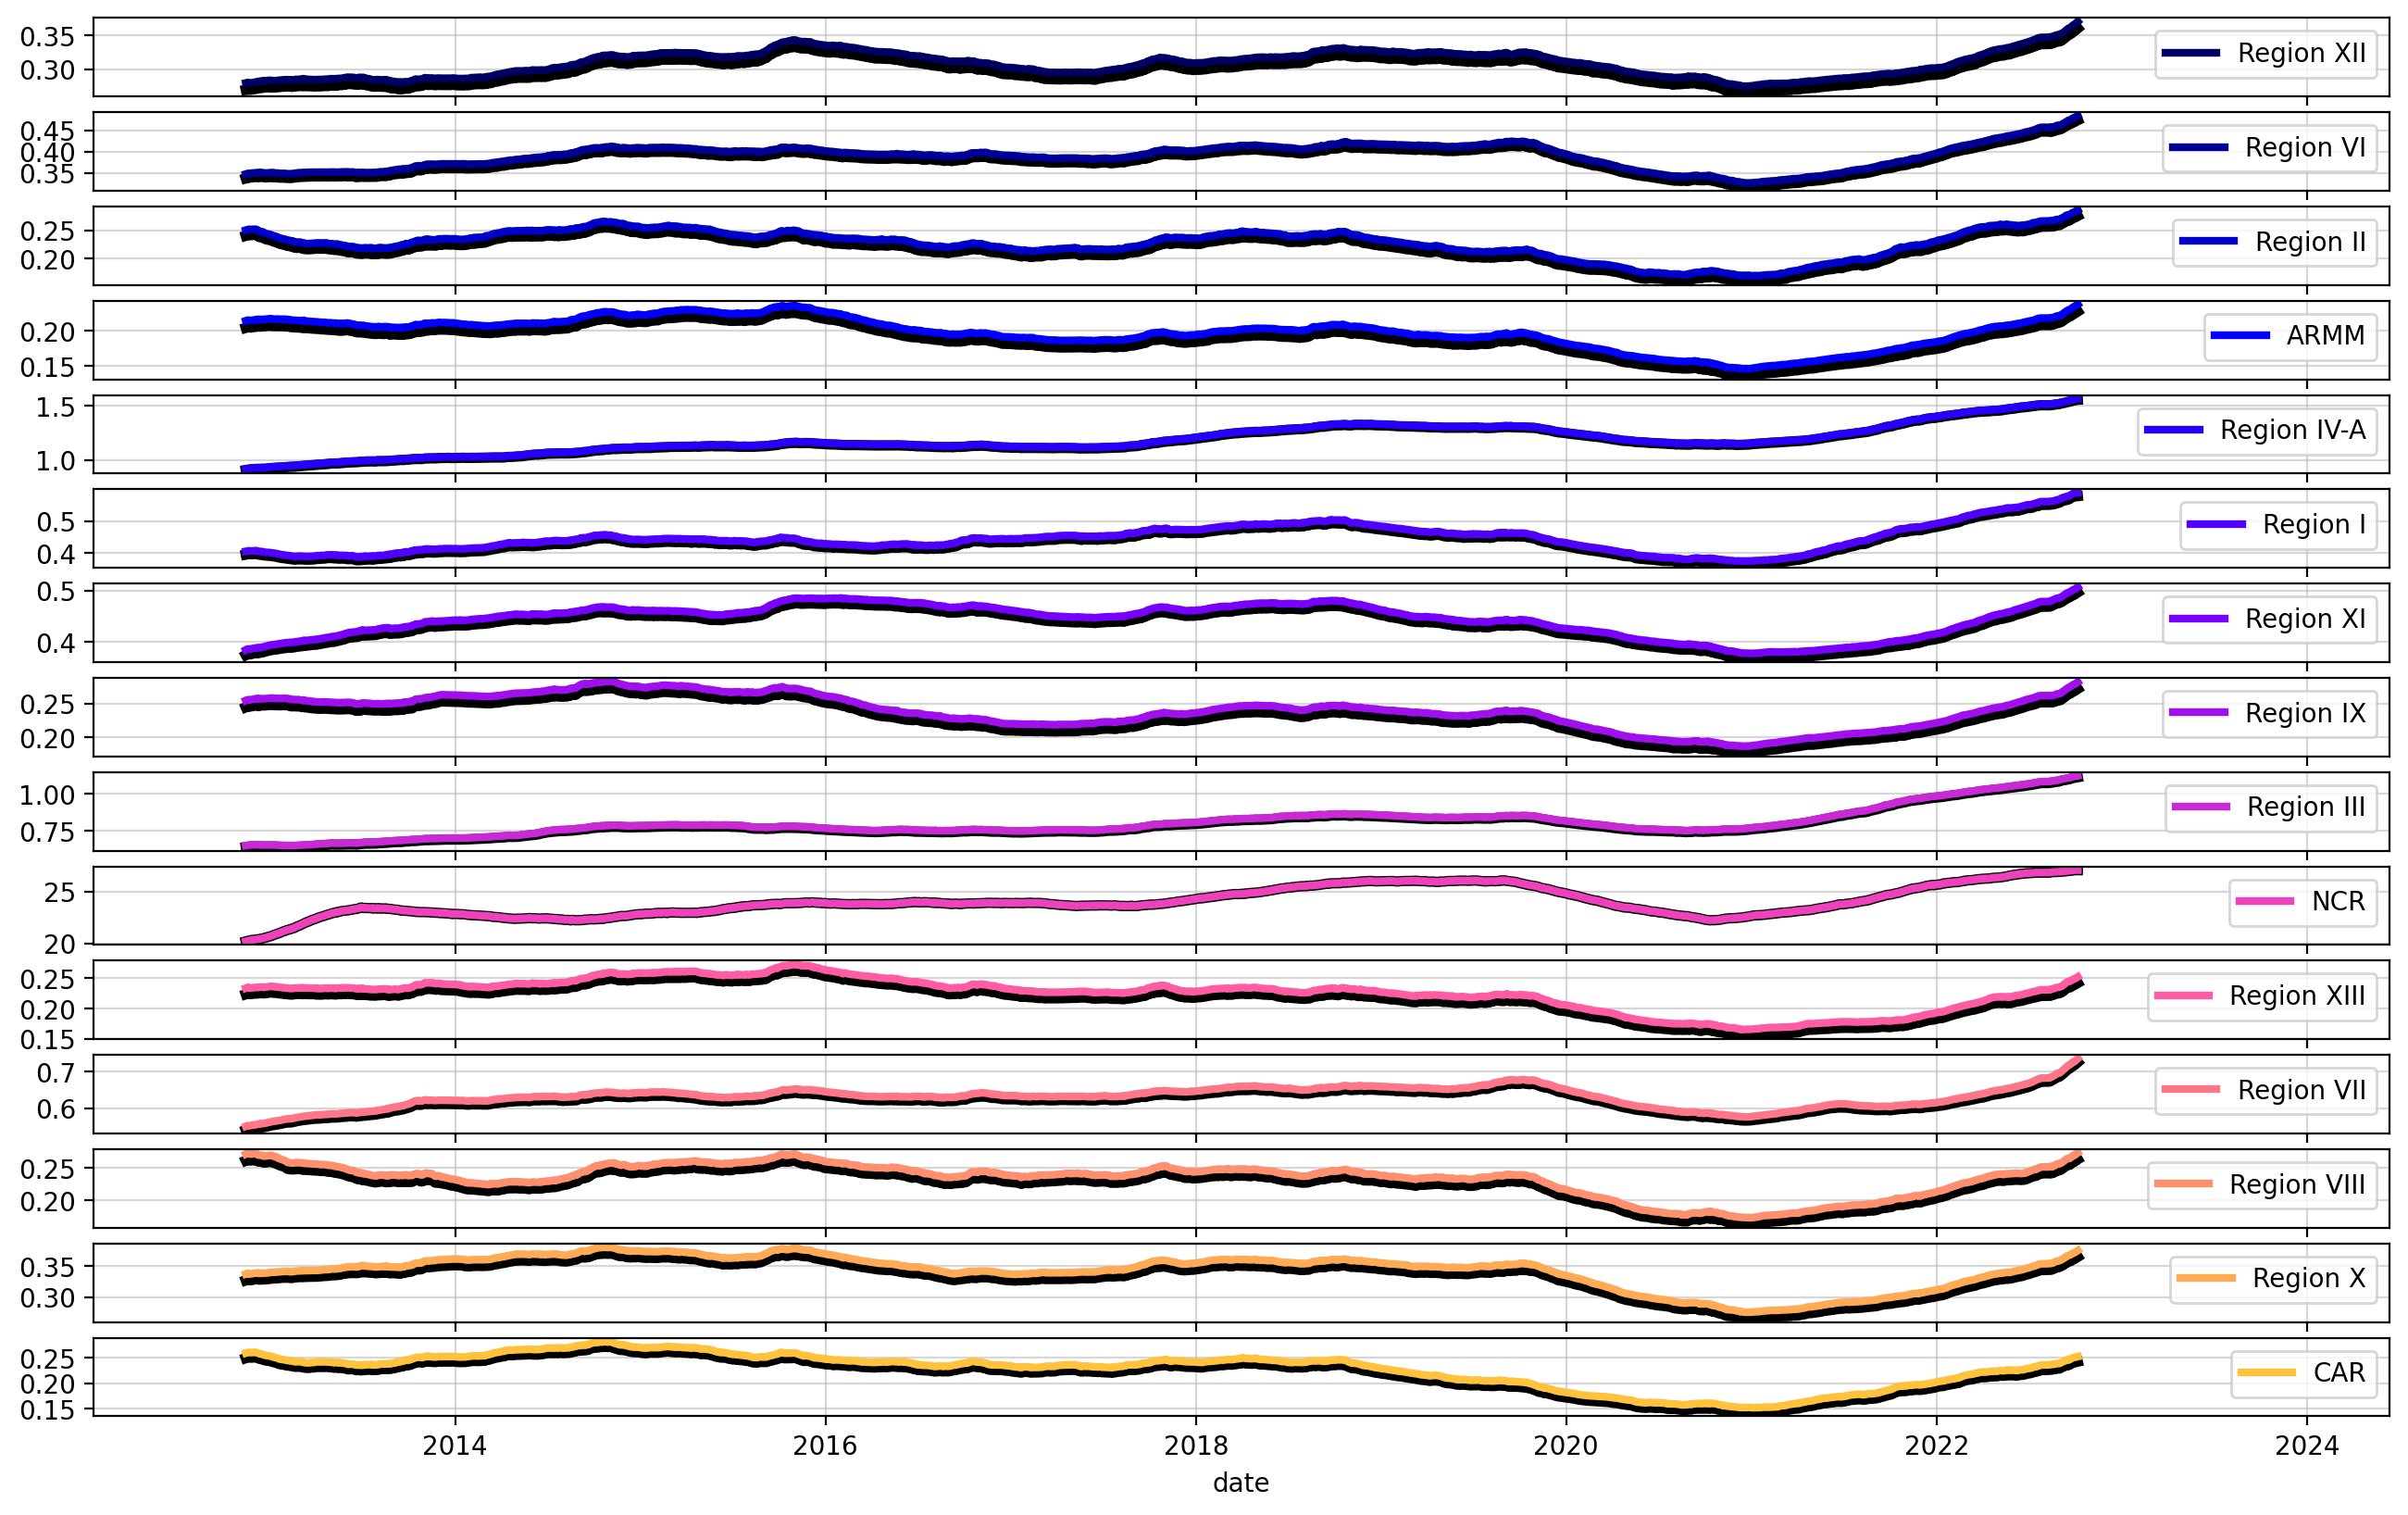 0.35
0.30
Region XII
0.45
0.40
0.35
Region VI
0.25
0.20
Region II
0.20
0.15
ARMM
1.5
1.0
Region IV-A
0.5
0.4
Region I
0.5
0.4
Region XI
0.25
0.20
Region IX
1.00
0.75
Region III
25
20
NCR
0.25
0.20
0.15
Region XIII
0.7
0.6
Region VII
0.25
0.20
Region VIII
0.35
0.30
Region X
0.25
0.20
0.15
CAR
2014 2016 2018 2020 2022 2024
date